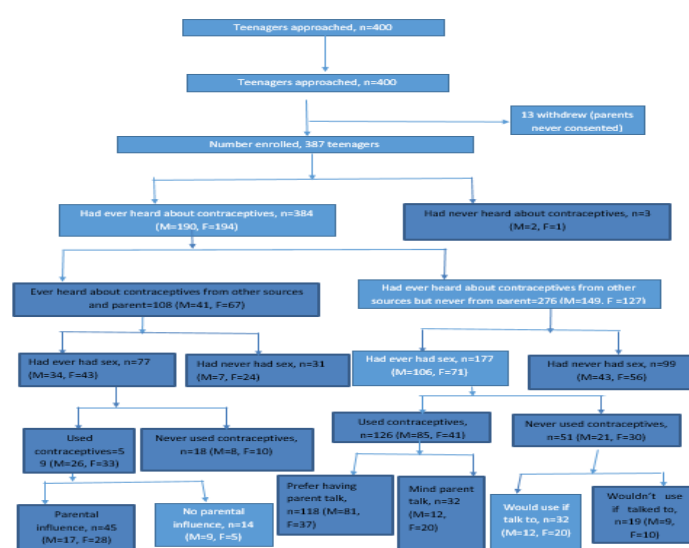 Teenagers approached, n=400
Teenagers approached, n=400
13 withdrew (parents
never consented)
Number enrolled, 387 teenagers
Had ever heard about contraceptives, n=384
(M=190, F=194)
Had never heard about contraceptives, n=3
(M=2, F=1)
Ever heard about contraceptives from other sources
and parent=108 (M=41, F=67)
Had ever heard about contraceptives from other
sources but never from parent=276 (M=149, F=127)
Had ever had sex, n=77
(M=34, F=43)
Had never had sex, n=31
(M=7, F=24)
Had ever had sex, n=177
(M=106, F=71)
Had never had sex, n=99
(M=43, F=56)
Used
contraceptives=5
9 (M=26, F=33)
Never used contraceptives,
n=18 (M=8, F=10)
Used contraceptives,
n=126 (M=85, F=41)
Never used contraceptives,
n=51 (M=21, F=30)
Parental
influence, n=45
(M=17, F=28)
No parental
influence, n=14
(M=9, F=5)
Prefer having
parent talk,
n=118 (M=81,
F=37)
Mind parent
talk, n=32
(M=12,
F=20)
Would use if
talk to, n=32
(M=12, F=20)
Wouldn't use
if talked to,
n=19 (M=9,
F=10)